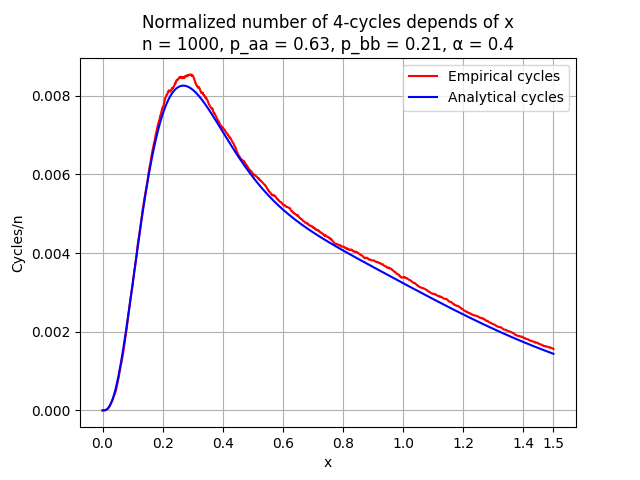 Normalized number of 4-cycles depends of x
n = 1000, p_aa = 0.63, p_bb = 0.21, α = 0.4
Empirical cycles
Analytical cycles
0.008
0.006
0.004
0.002
0.000
Cycles/n
0.0 0.2 0.4 0.6 0.8 1.0 1.2 1.4 1.5
x